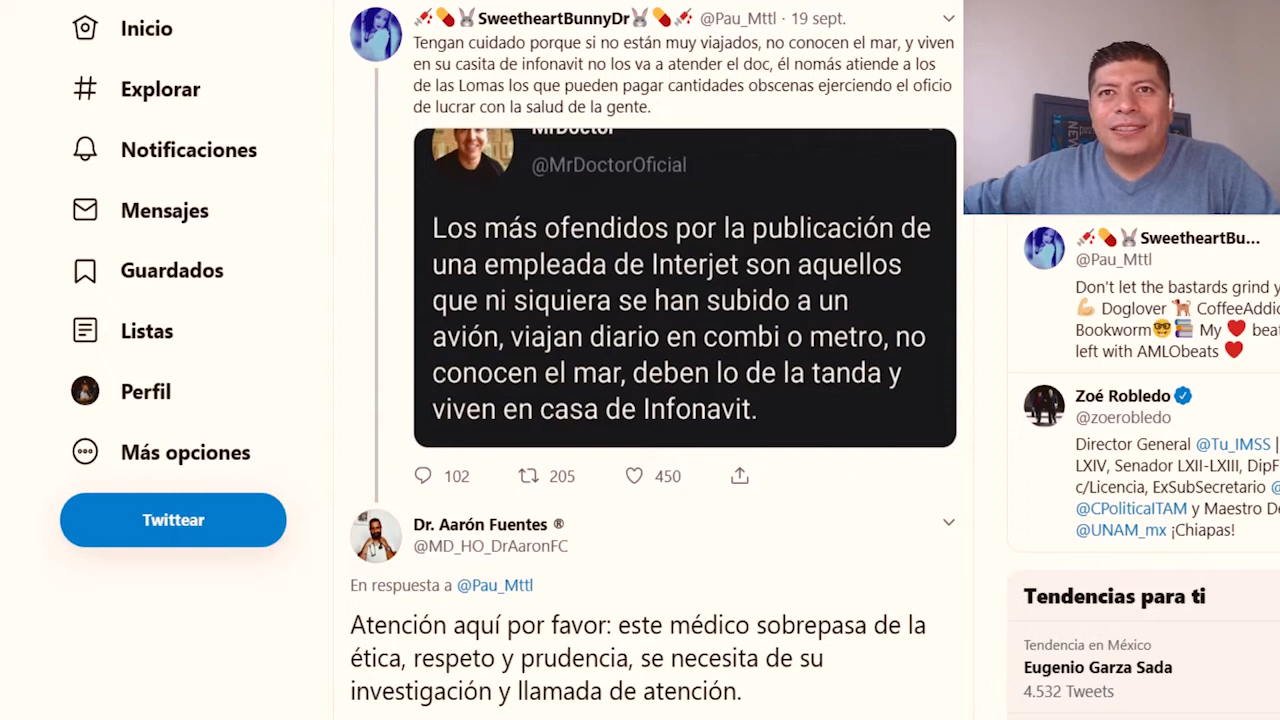 Inicio
Explorar
Notificaciones
Mensajes
Guardados
Listas
Perfil
Más opciones
Twittear
SweetheartBunnyDr @Pau_Mttl · 19 sept.
Tengan cuidado porque si no están muy viajados, no conocen el mar, y viven
en su casita de infonavit no los va a atender el doc, él nomás atiende a los
de las Lomas los que pueden pagar cantidades obscenas ejerciendo el oficio
de lucrar con la salud de la gente.
MrDoctor
@MrDoctorOficial
Los más ofendidos por la publicación de
una empleada de Interjet son aquellos
que ni siquiera se han subido a un
avión, viajan diario en combi o metro, no
conocen el mar, deben lo de la tanda y
viven en casa de Infonavit.
102 205 450
Dr. Aarón Fuentes ®
@MD_HO_DrAaronFC
En respuesta a @Pau_Mttl
Atención aquí por favor: este médico sobrepasa de la
ética, respeto y prudencia, se necesita de su
investigación y llamada de atención.
SweetheartBu...
@Pau_Mttl
Don't let the bastards grind y
Doglover CoffeeAddic
Bookworm My beat
left with AMLObeats
Zoé Robledo
@zoerobledo
Director General @Tu_IMSS |
LXIV, Senador LXII-LXIII, DipF
c/Licencia, ExSubSecretario @
@CPoliticaITAM y Maestro De
@UNAM_mx ¡Chiapas!
Tendencias para ti
Tendencia en México
Eugenio Garza Sada
4.532 Tweets